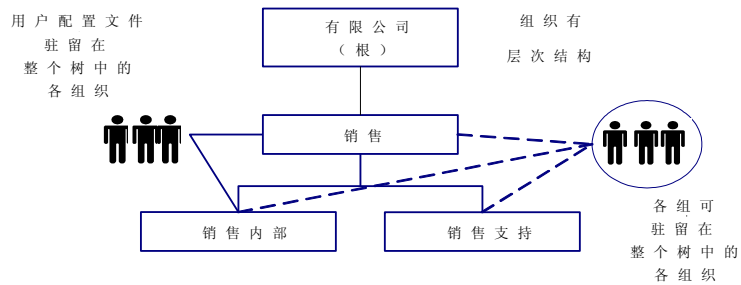 用户配置文件
驻留在
整个树中的
各组织
有限公司
（根）
组织有
层次结构
销售
销售内部
销售支持
各组可
驻留在
整个树中的
各组织